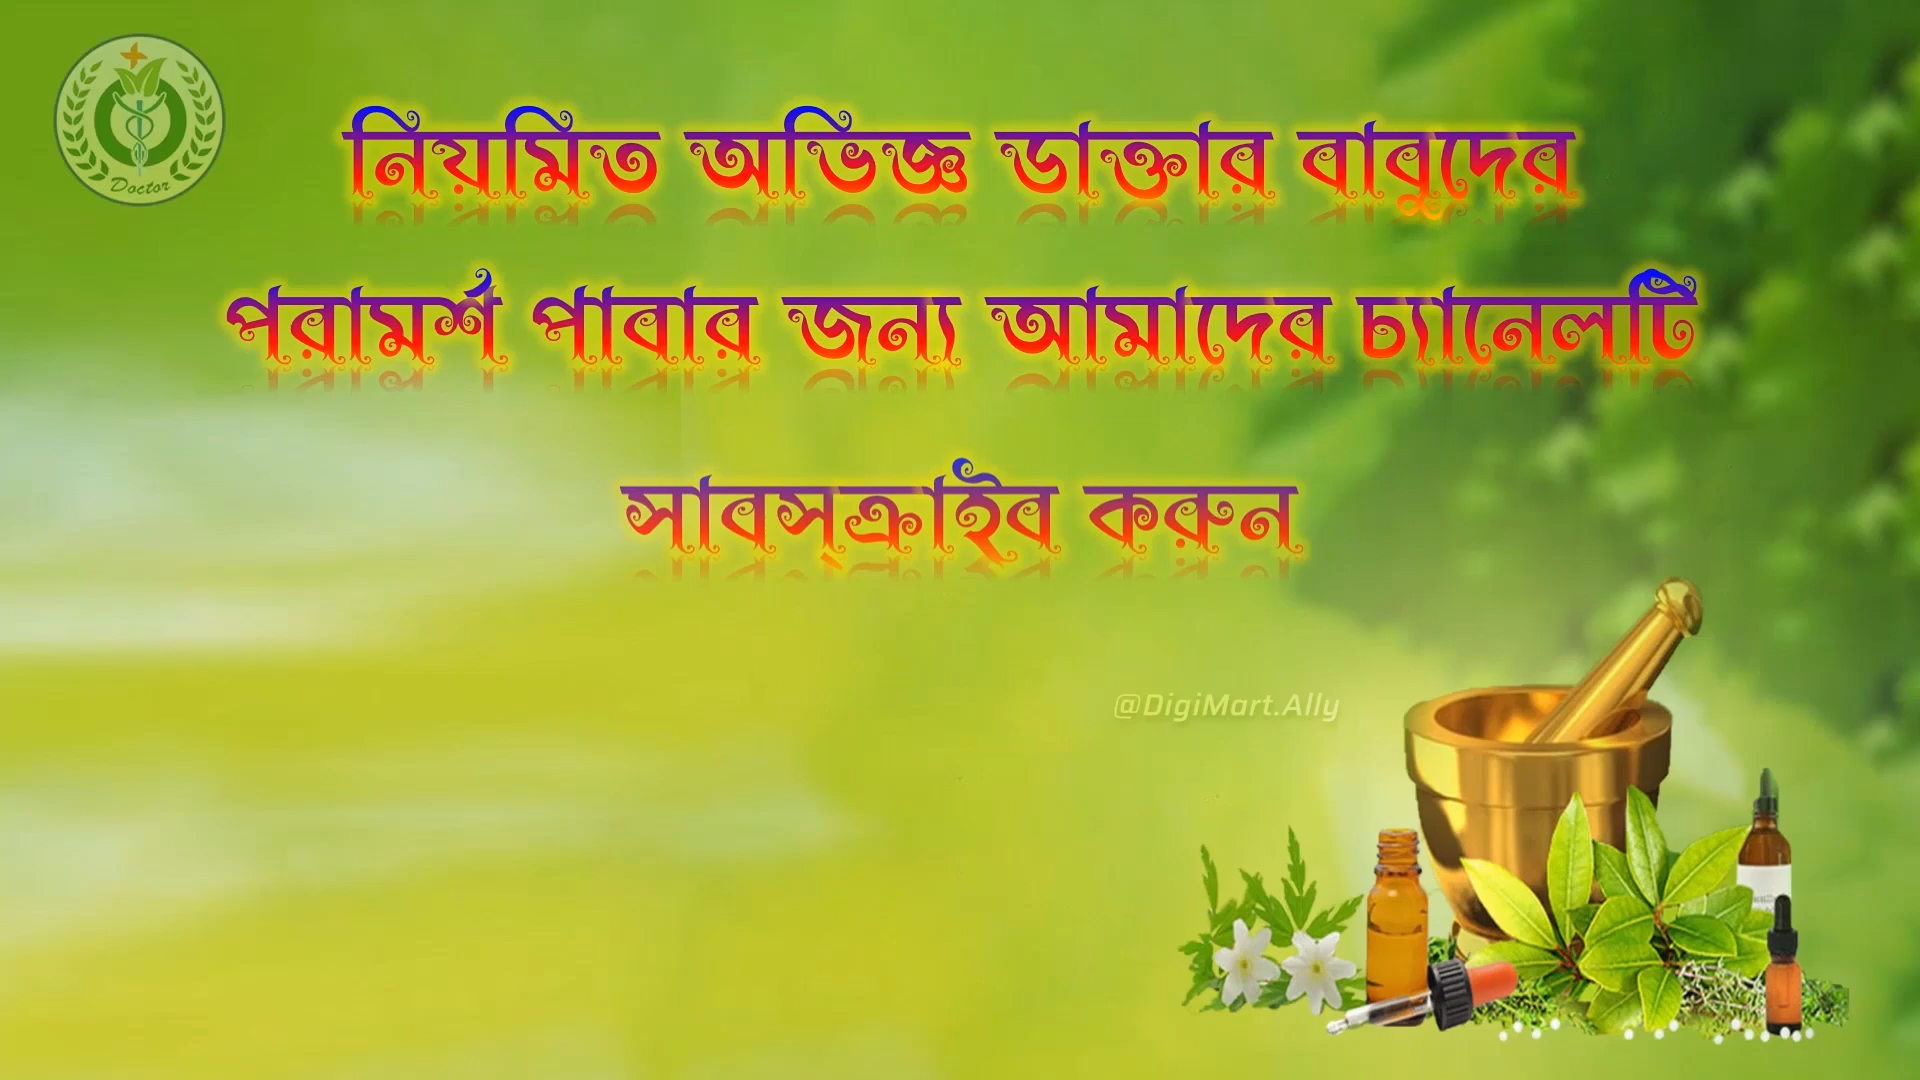 Doctor
নিয়মিত অভিজ্ঞ ডাক্তার বাবুদের
পরামর্শ পাবার জন্য আমাদের চ্যানেলটি
সাবস্ক্রাইব করুন
@DigiMart.Ally